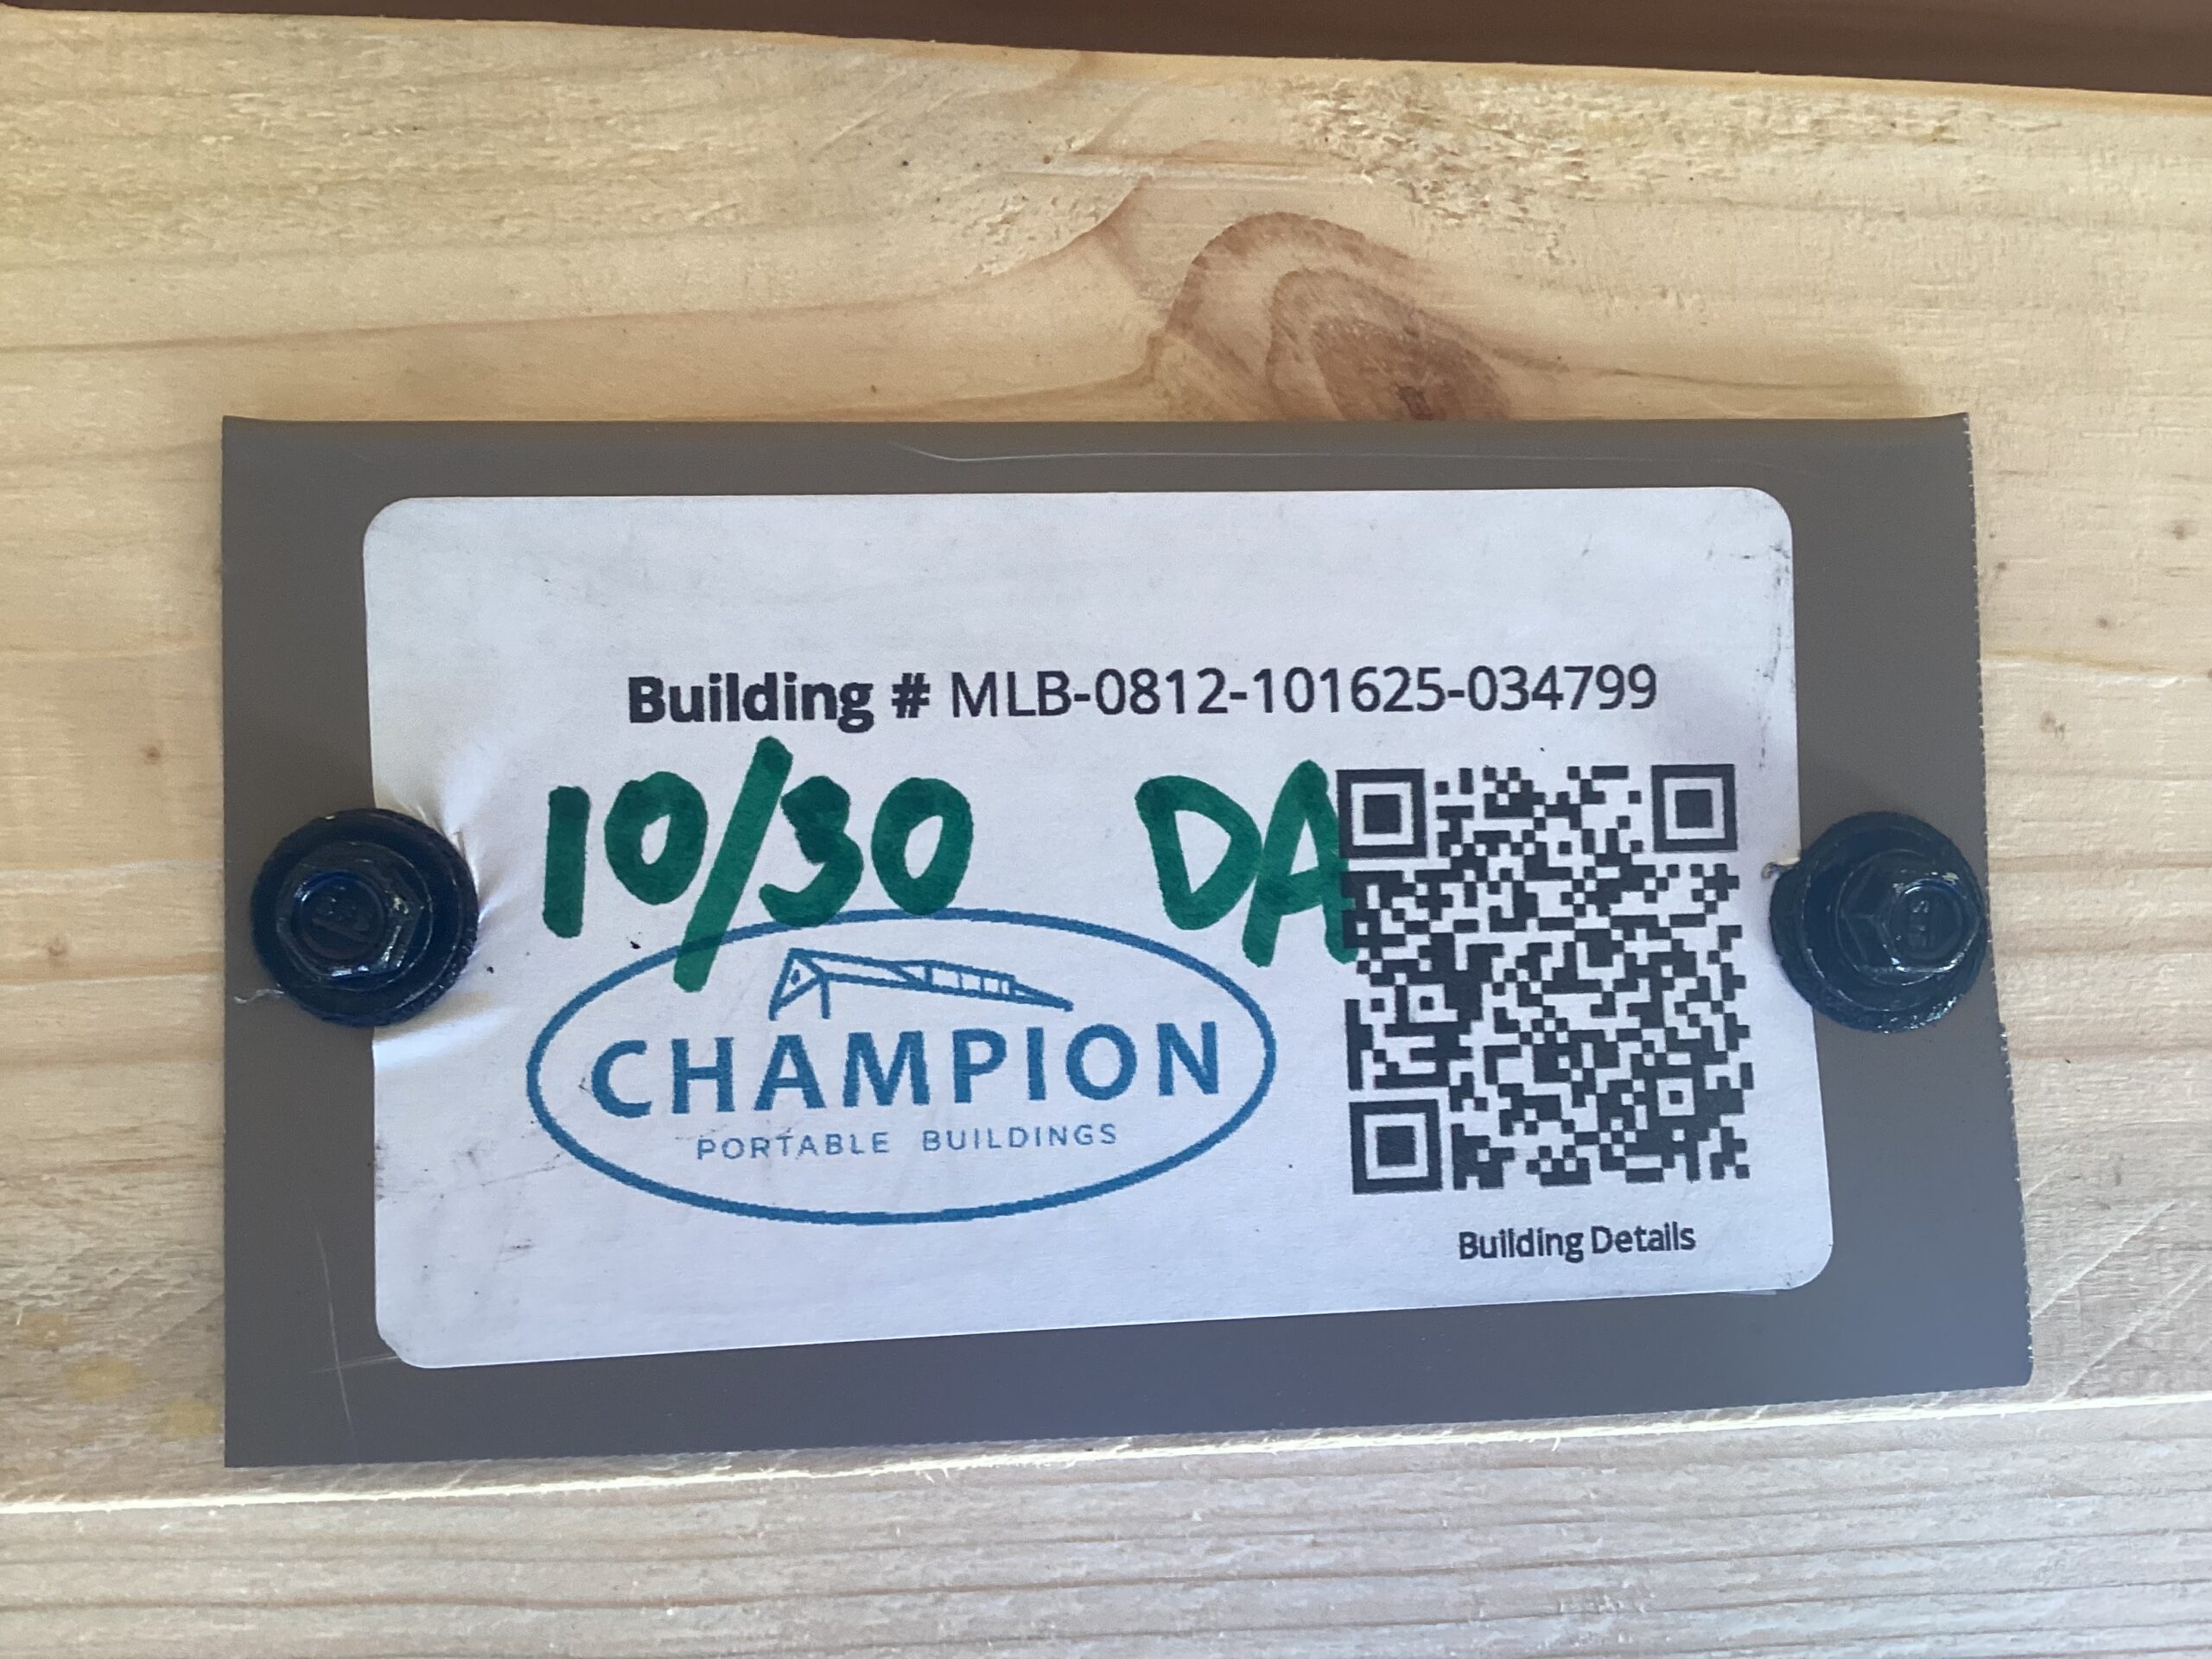 Building # MLB-0812-101625-034799
10/30 DA
CHAMPION
PORTABLE BUILDINGS
Building Details